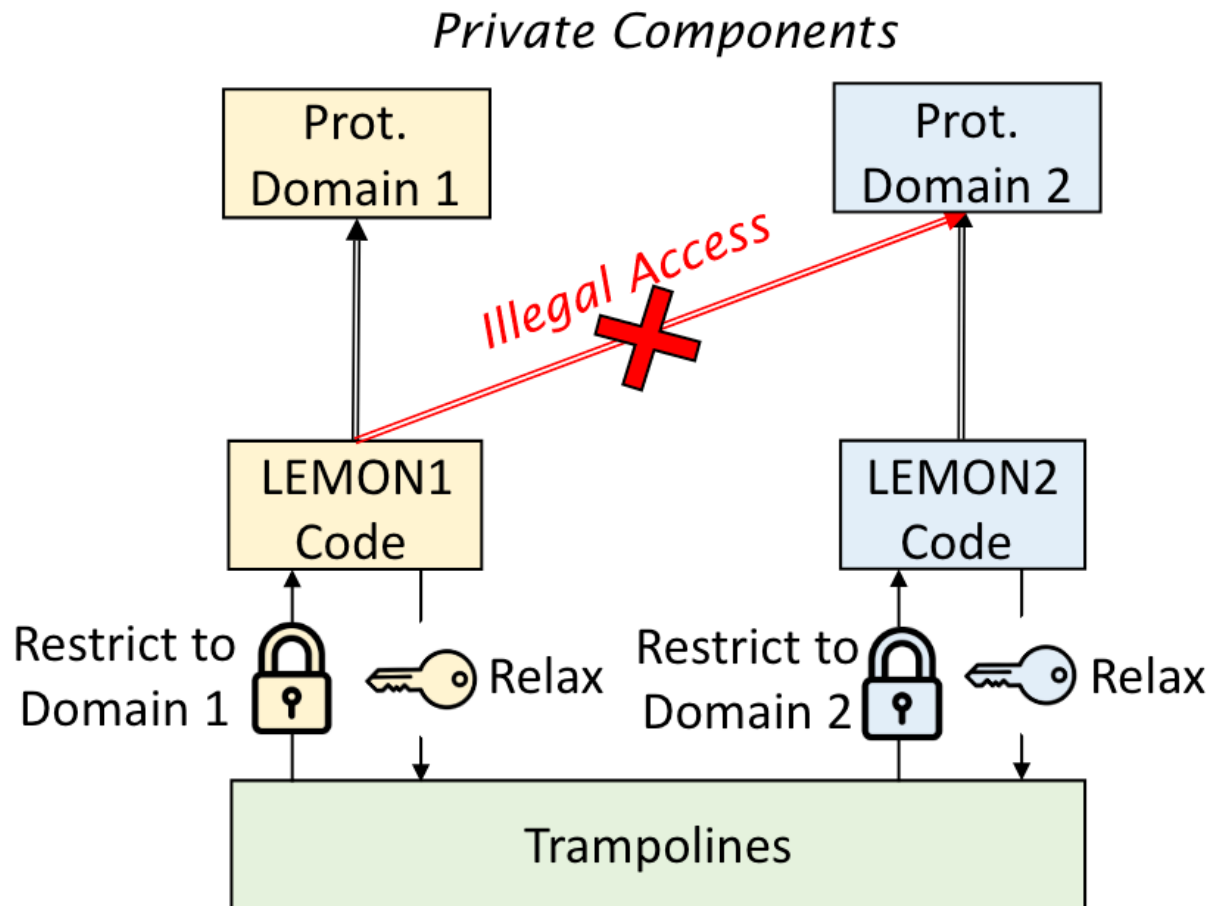 Private Components
Prot.
Domain 1
Prot.
Domain 2
Illegal Access
LEMON1
Code
LEMON2
Code
Restrict to
Domain 1
Relax
Restrict to
Domain 2
Relax
Trampolines